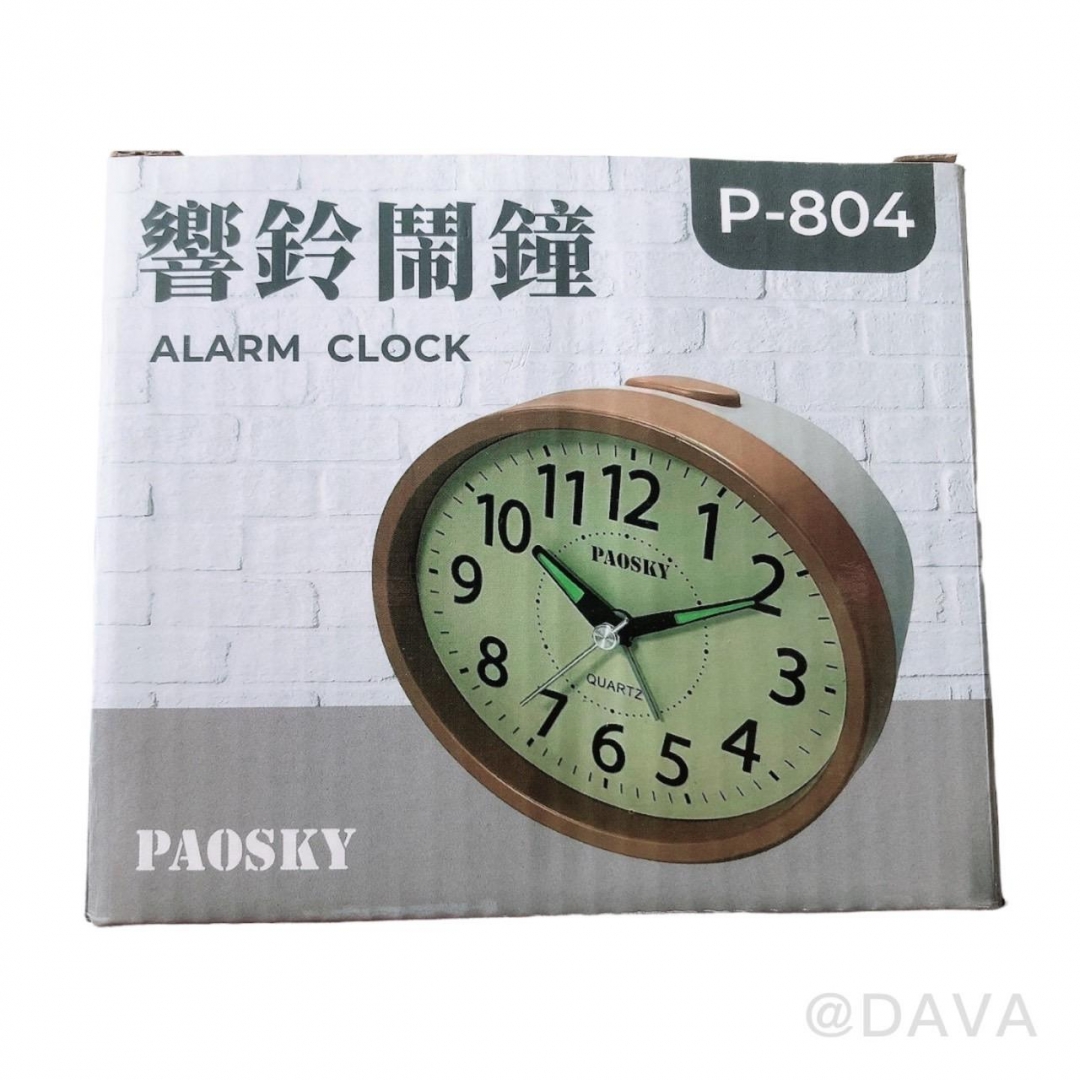 響鈴鬧鐘
P-804
ALARM CLOCK
11 12 1
10 2
PAOSKY
9 3
8 4
QUARTZ
7 6 5
PAOSKY
@DAVA